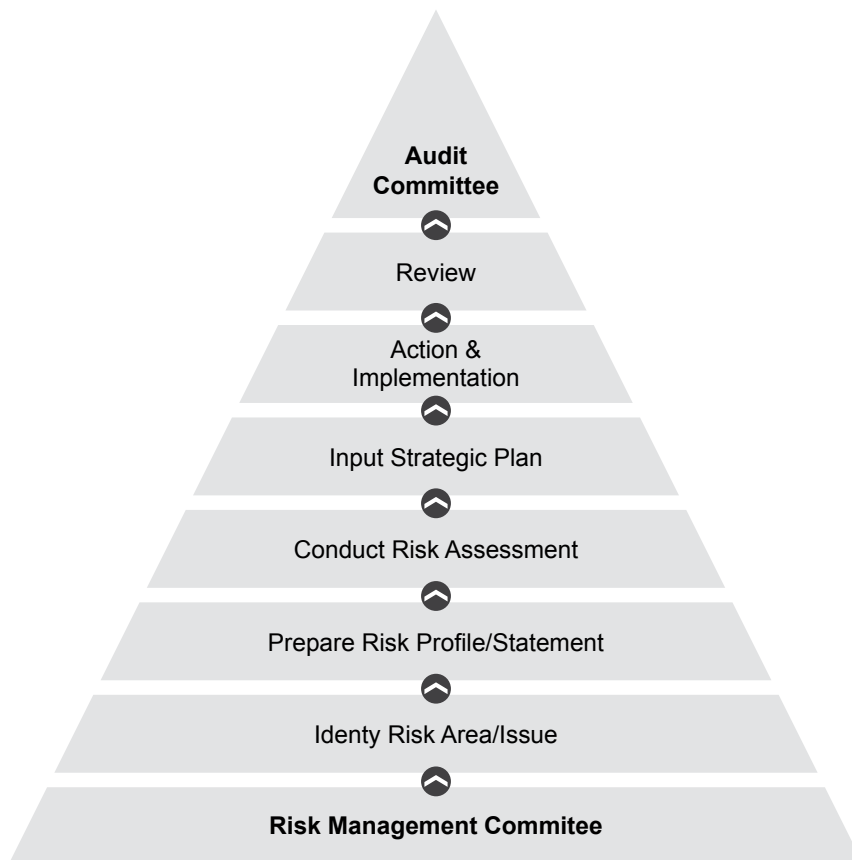 Audit
Committee
Review
Action &
Implementation
Input Strategic Plan
Conduct Risk Assessment
Prepare Risk Profile/Statement
Identy Risk Area/Issue
Risk Management Commitee